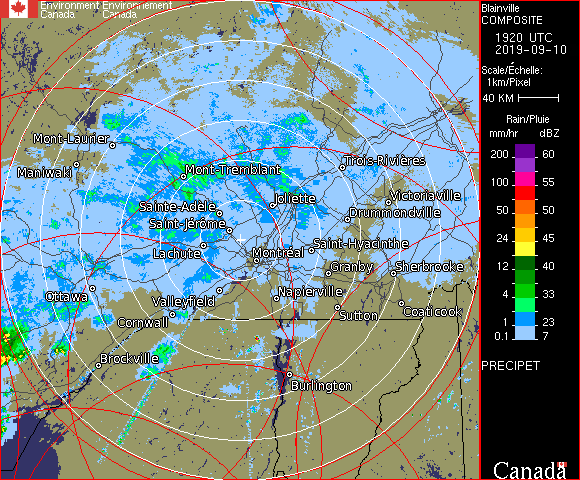 Environment Environnement
Canada Canada
Blainville
COMPOSITE
1920 UTC
2019-09-10
Scale/Échelle:
1km/Pixel
40 KM
Rain/Pluie
mm/hr dBZ
200 60
100 55
50 50
24 45
12 40
4 33
1 23
0.1 7
PRECIPET
Mont-Laurier
Maniwaki
Mont-Tremblant
Trois-Rivières
Sainte-Adele
Joliette
Victoriaville
Drummondville
Saint-Jérôme
Lachute
Montréal
Saint-Hyacinthe
Granby
Sherbrooke
Ottawa
Valleyfield
Napierville
Cornwall
Sutton
Coaticook
Brockville
Burlington
Canada